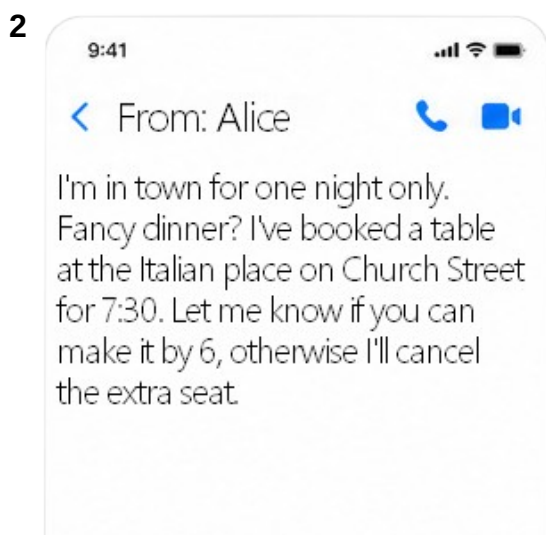 2
9:41
From: Alice
I'm in town for one night only.
Fancy dinner? I've booked a table
at the Italian place on Church Street
for 7:30. Let me know if you can
make it by 6, otherwise I'll cancel
the extra seat.